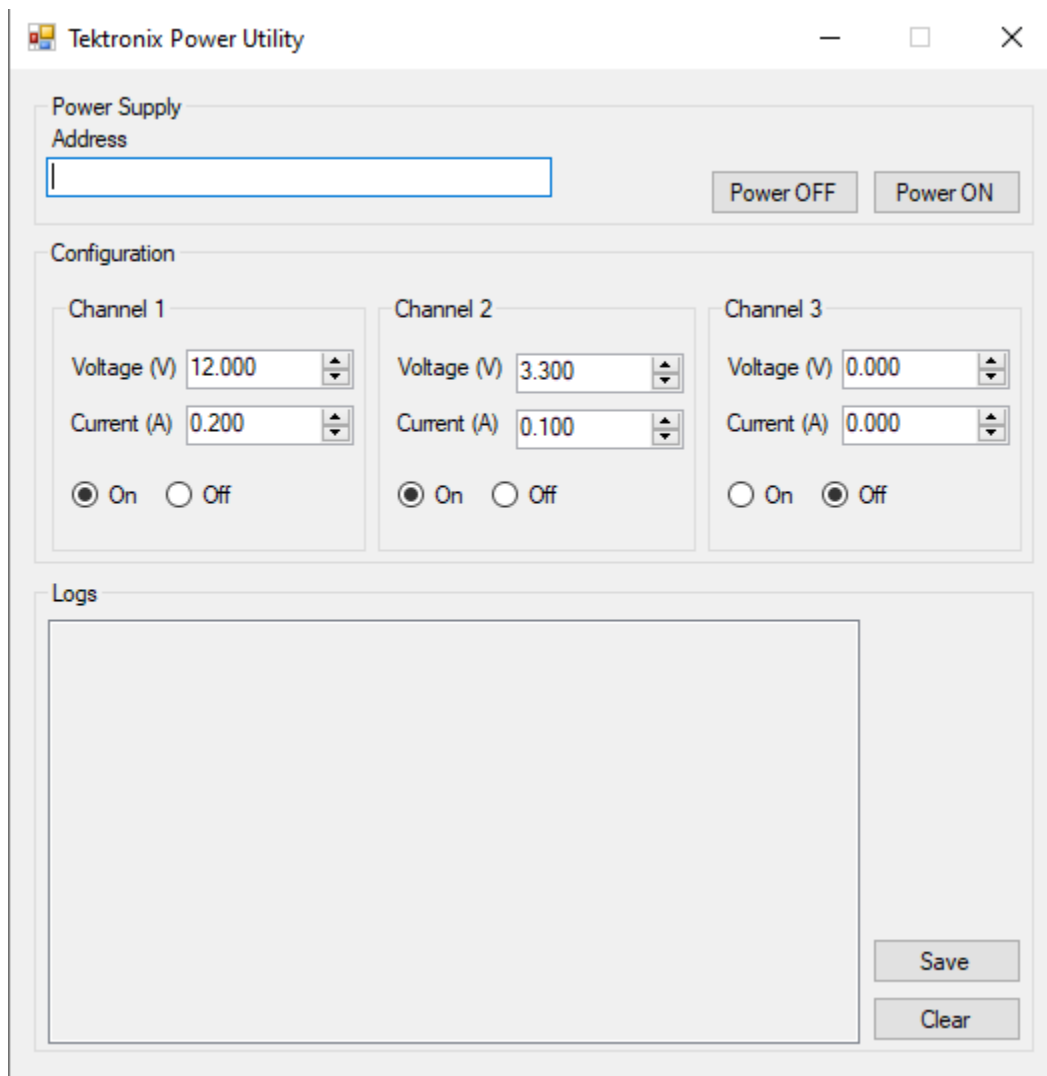 Tektronix Power Utility
Power Supply
Address
Power OFF Power ON
Configuration
Channel 1 Channel 2 Channel 3
Voltage (V) 12.000 Voltage (V) 3.300 Voltage (V) 0.000
Current (A) 0.200 Current (A) 0.100 Current (A) 0.000
On Off On Off On Off
Logs
Save
Clear